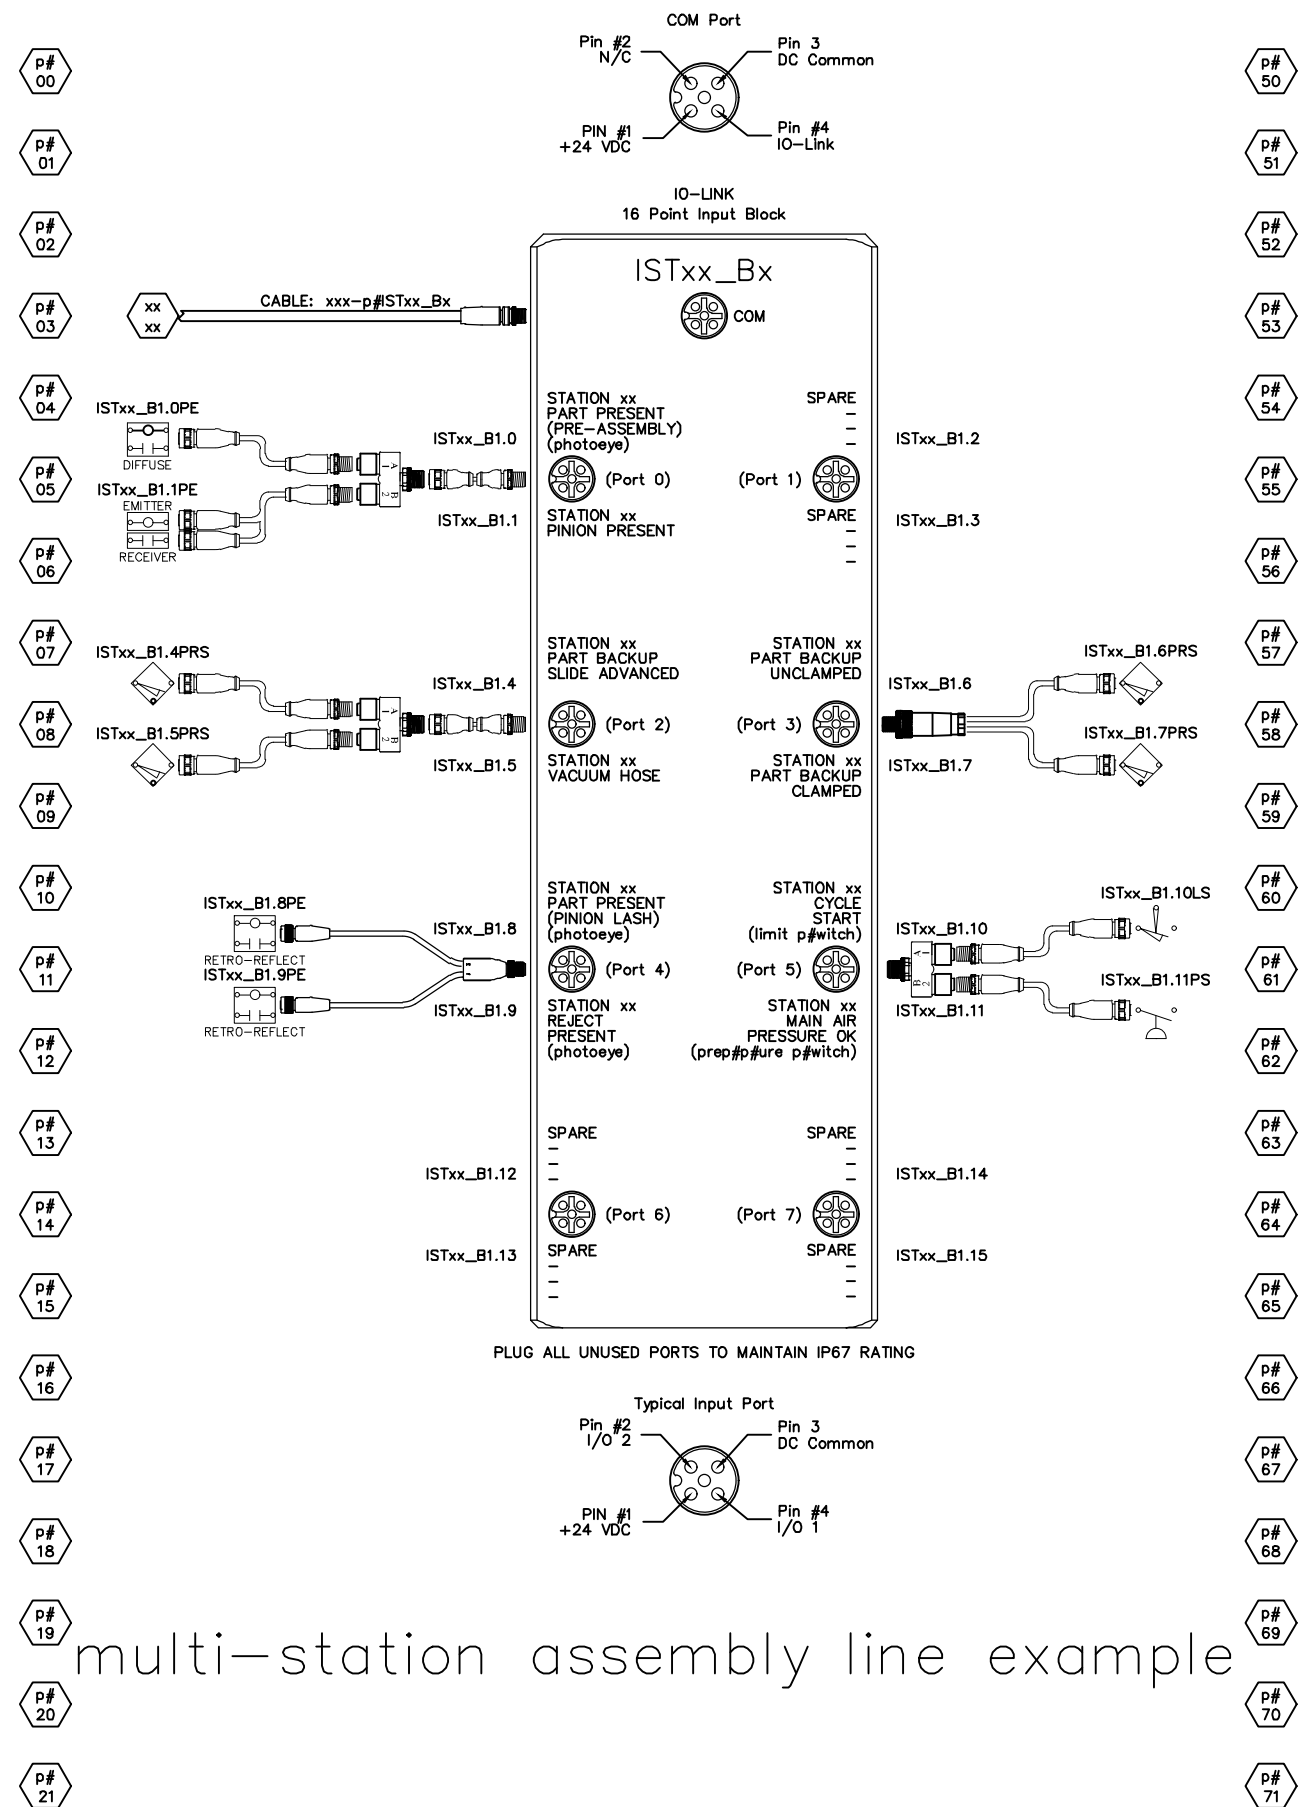 COM Port
Pin #2
N/C
Pin 3
DC Common
PIN #1
+24 VDC
Pin #4
IO-Link
IO-LINK
16 Point Input Block
ISTxx_Bx
COM
xx
xx
CABLE: xxx-p#ISTxx_Bx
p#
00
p#
01
p#
02
p#
03
p#
04
p#
05
p#
06
p#
07
p#
08
p#
09
p#
10
p#
11
p#
12
p#
13
p#
14
p#
15
p#
16
p#
17
p#
18
p#
19
p#
20
p#
21
ISTxx_B1.0PE
DIFFUSE
ISTxx_B1.1PE
EMITTER
RECEIVER
A
1
B
2
ISTxx_B1.0
ISTxx_B1.1
STATION xx
PART PRESENT
(PRE-ASSEMBLY)
(photoeye)
(Port 0)
STATION xx
PINION PRESENT
SPARE
(Port 1)
SPARE
ISTxx_B1.2
ISTxx_B1.3
ISTxx_B1.4PRS
ISTxx_B1.5PRS
A
1
B
2
ISTxx_B1.4
ISTxx_B1.5
STATION xx
PART BACKUP
SLIDE ADVANCED
(Port 2)
STATION xx
VACUUM HOSE
STATION xx
PART BACKUP
UNCLAMPED
(Port 3)
STATION xx
PART BACKUP
CLAMPED
ISTxx_B1.6
ISTxx_B1.7
ISTxx_B1.6PRS
ISTxx_B1.7PRS
ISTxx_B1.8PE
RETRO-REFLECT
ISTxx_B1.9PE
RETRO-REFLECT
ISTxx_B1.8
ISTxx_B1.9
STATION xx
PART PRESENT
(PINION LASH)
(photoeye)
(Port 4)
STATION xx
REJECT
PRESENT
(photoeye)
STATION xx
CYCLE
START
(limit p#witch)
(Port 5)
STATION xx
MAIN AIR
PRESSURE OK
(prep#p#ure p#witch)
ISTxx_B1.10
ISTxx_B1.11
A
1
B
2
ISTxx_B1.10LS
ISTxx_B1.11PS
ISTxx_B1.12
ISTxx_B1.13
SPARE
(Port 6)
SPARE
SPARE
(Port 7)
SPARE
ISTxx_B1.14
ISTxx_B1.15
PLUG ALL UNUSED PORTS TO MAINTAIN IP67 RATING
Typical Input Port
Pin #2
I/O 2
Pin 3
DC Common
PIN #1
+24 VDC
Pin #4
I/O 1
multi-station assembly line example
p#
50
p#
51
p#
52
p#
53
p#
54
p#
55
p#
56
p#
57
p#
58
p#
59
p#
60
p#
61
p#
62
p#
63
p#
64
p#
65
p#
66
p#
67
p#
68
p#
69
p#
70
p#
71